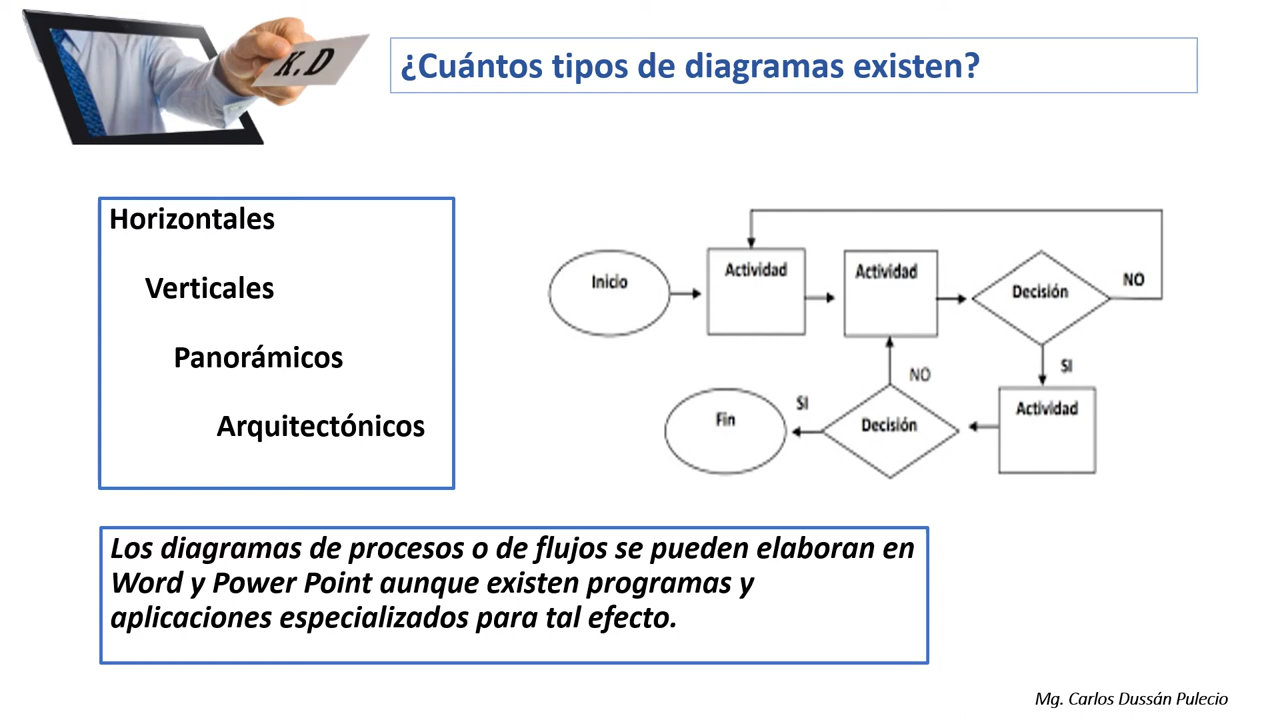 K.D
¿Cuántos tipos de diagramas existen?
Horizontales
Verticales
Panorámicos
Arquitectónicos
Inicio
Actividad
Actividad
Decisión
NO
SI
Actividad
Decisión
NO
SI
Fin
Los diagramas de procesos o de flujos se pueden elaboran en
Word y Power Point aunque existen programas y
aplicaciones especializados para tal efecto.
Mg. Carlos Dussán Pulecio